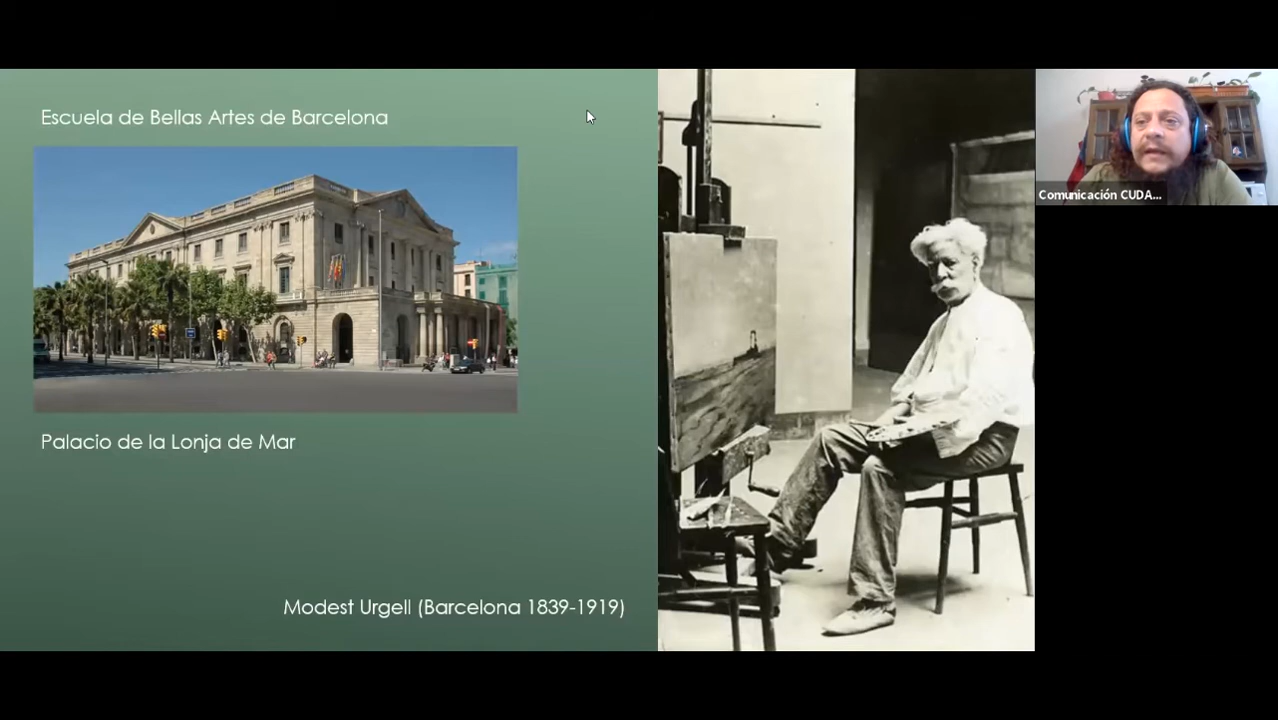 Escuela de Bellas Artes de Barcelona
Comunicación CUDA...
Palacio de la Lonja de Mar
Modest Urgell (Barcelona 1839-1919)